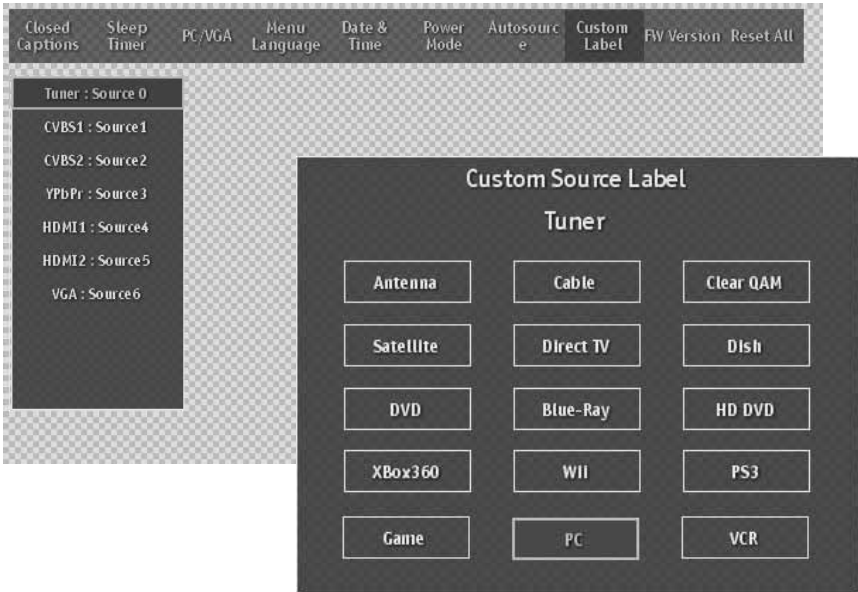 Closed Captions
Sleep Timer
PC/VGA
Menu Language
Date & Time
Power Mode
Autosourc e
Custom Label
FW Version
Reset All
Tuner : Source 0
CVBS1 : Source1
CVBS2 : Source2
YPbPr : Source3
HDMI1 : Source4
HDMI2 : Source5
VGA : Source6
Custom Source Label
Tuner
Antenna Cable Clear QAM
Satellite Direct TV Dish
DVD Blue-Ray HD DVD
XBox360 WII PS3
Game PC VCR